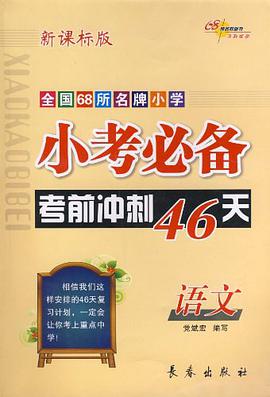 新课标版
68
XIAOKAOBIBEI
全国68所名牌小学
小考必备
考前冲刺46天
相信我们这
样安排的46天复
习计划，一定会
让你考上重点中
学！
语文
党斌宏 编写
长春出版社